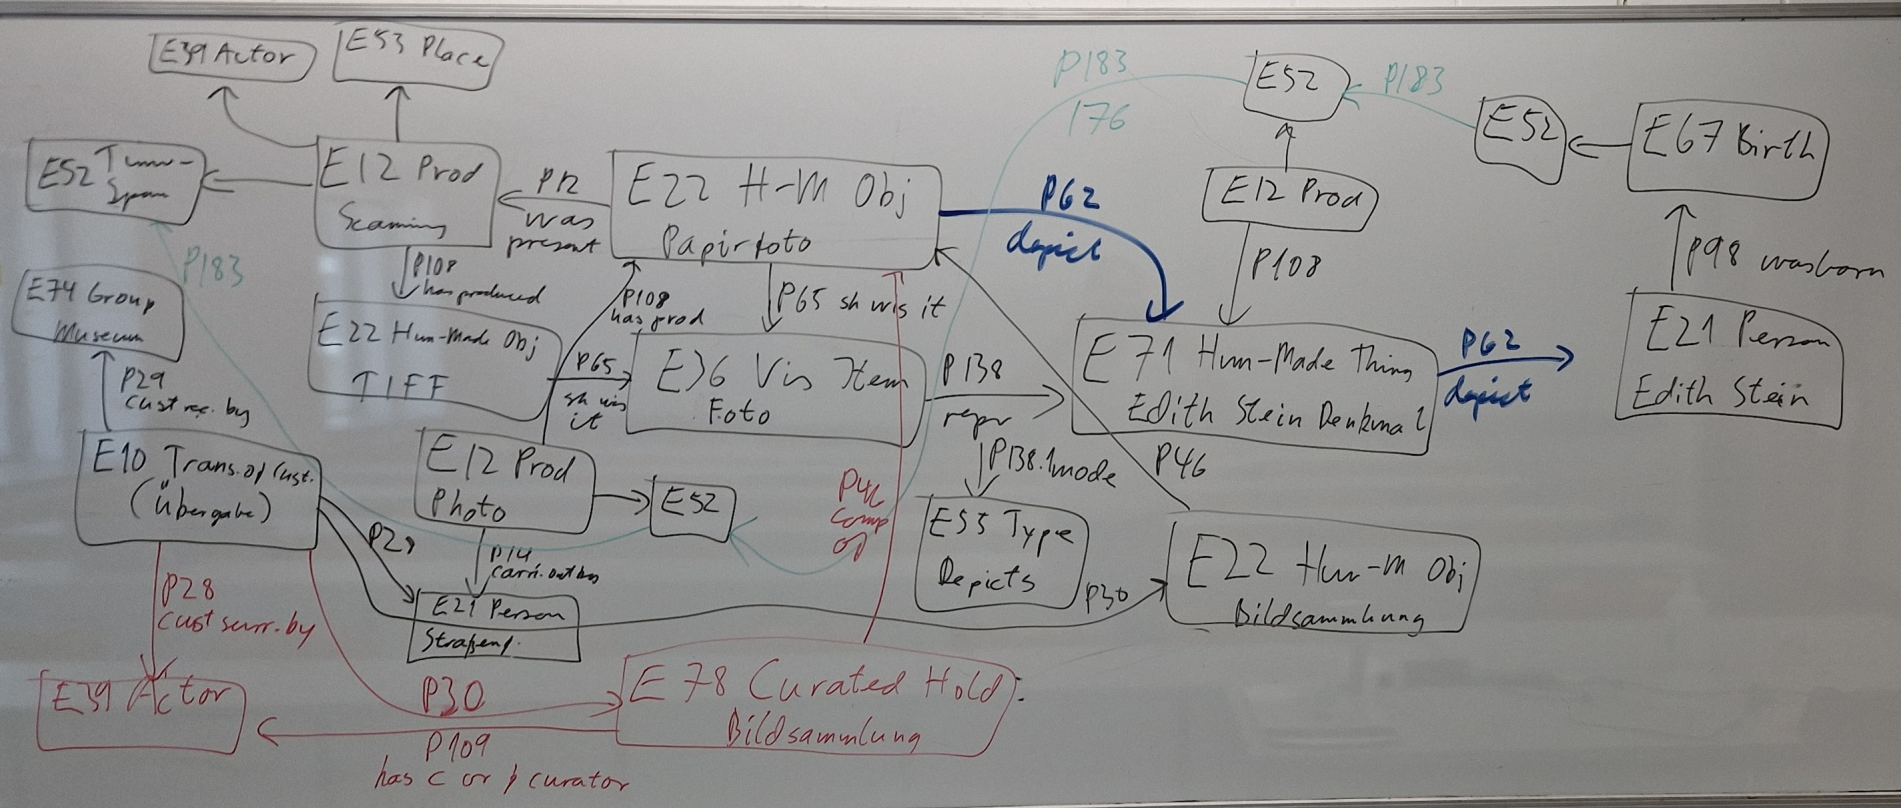 E39 Actor
E53 Place
P183
176
E52
P183
E52
E67 Birth
E52 Time-
Span
E12 Prod
Scanning
P12
was
present
E22 H-M Obj
Papirfoto
P62
depict
E12 Prod
P98 was born
P183
P108
has produced
P108
has prod
P65 sh vis it
P108
E74 Group
Museum
E22 Hum-Made Obj
TIFF
P65
sh vis
it
E36 Vis Item
Foto
P138
repr
E71 Hum-Made Thing
Edith Stein Denkmal
P62
depict
E21 Person
Edith Stein
P29
cust rec. by
E10 Trans. of Cust.
(Übergabe)
E12 Prod
Photo
E52
P46
comp
of
P138.1 mode
P46
E55 Type
Depicts
P29
P14
carri. out by
E21 Person
Straßenf.
P30
E22 Hum-M Obj
Bildsammlung
P28
cust surr. by
E39 Actor
P30
P109
has c or p curator
E78 Curated Hold.
Bildsammlung